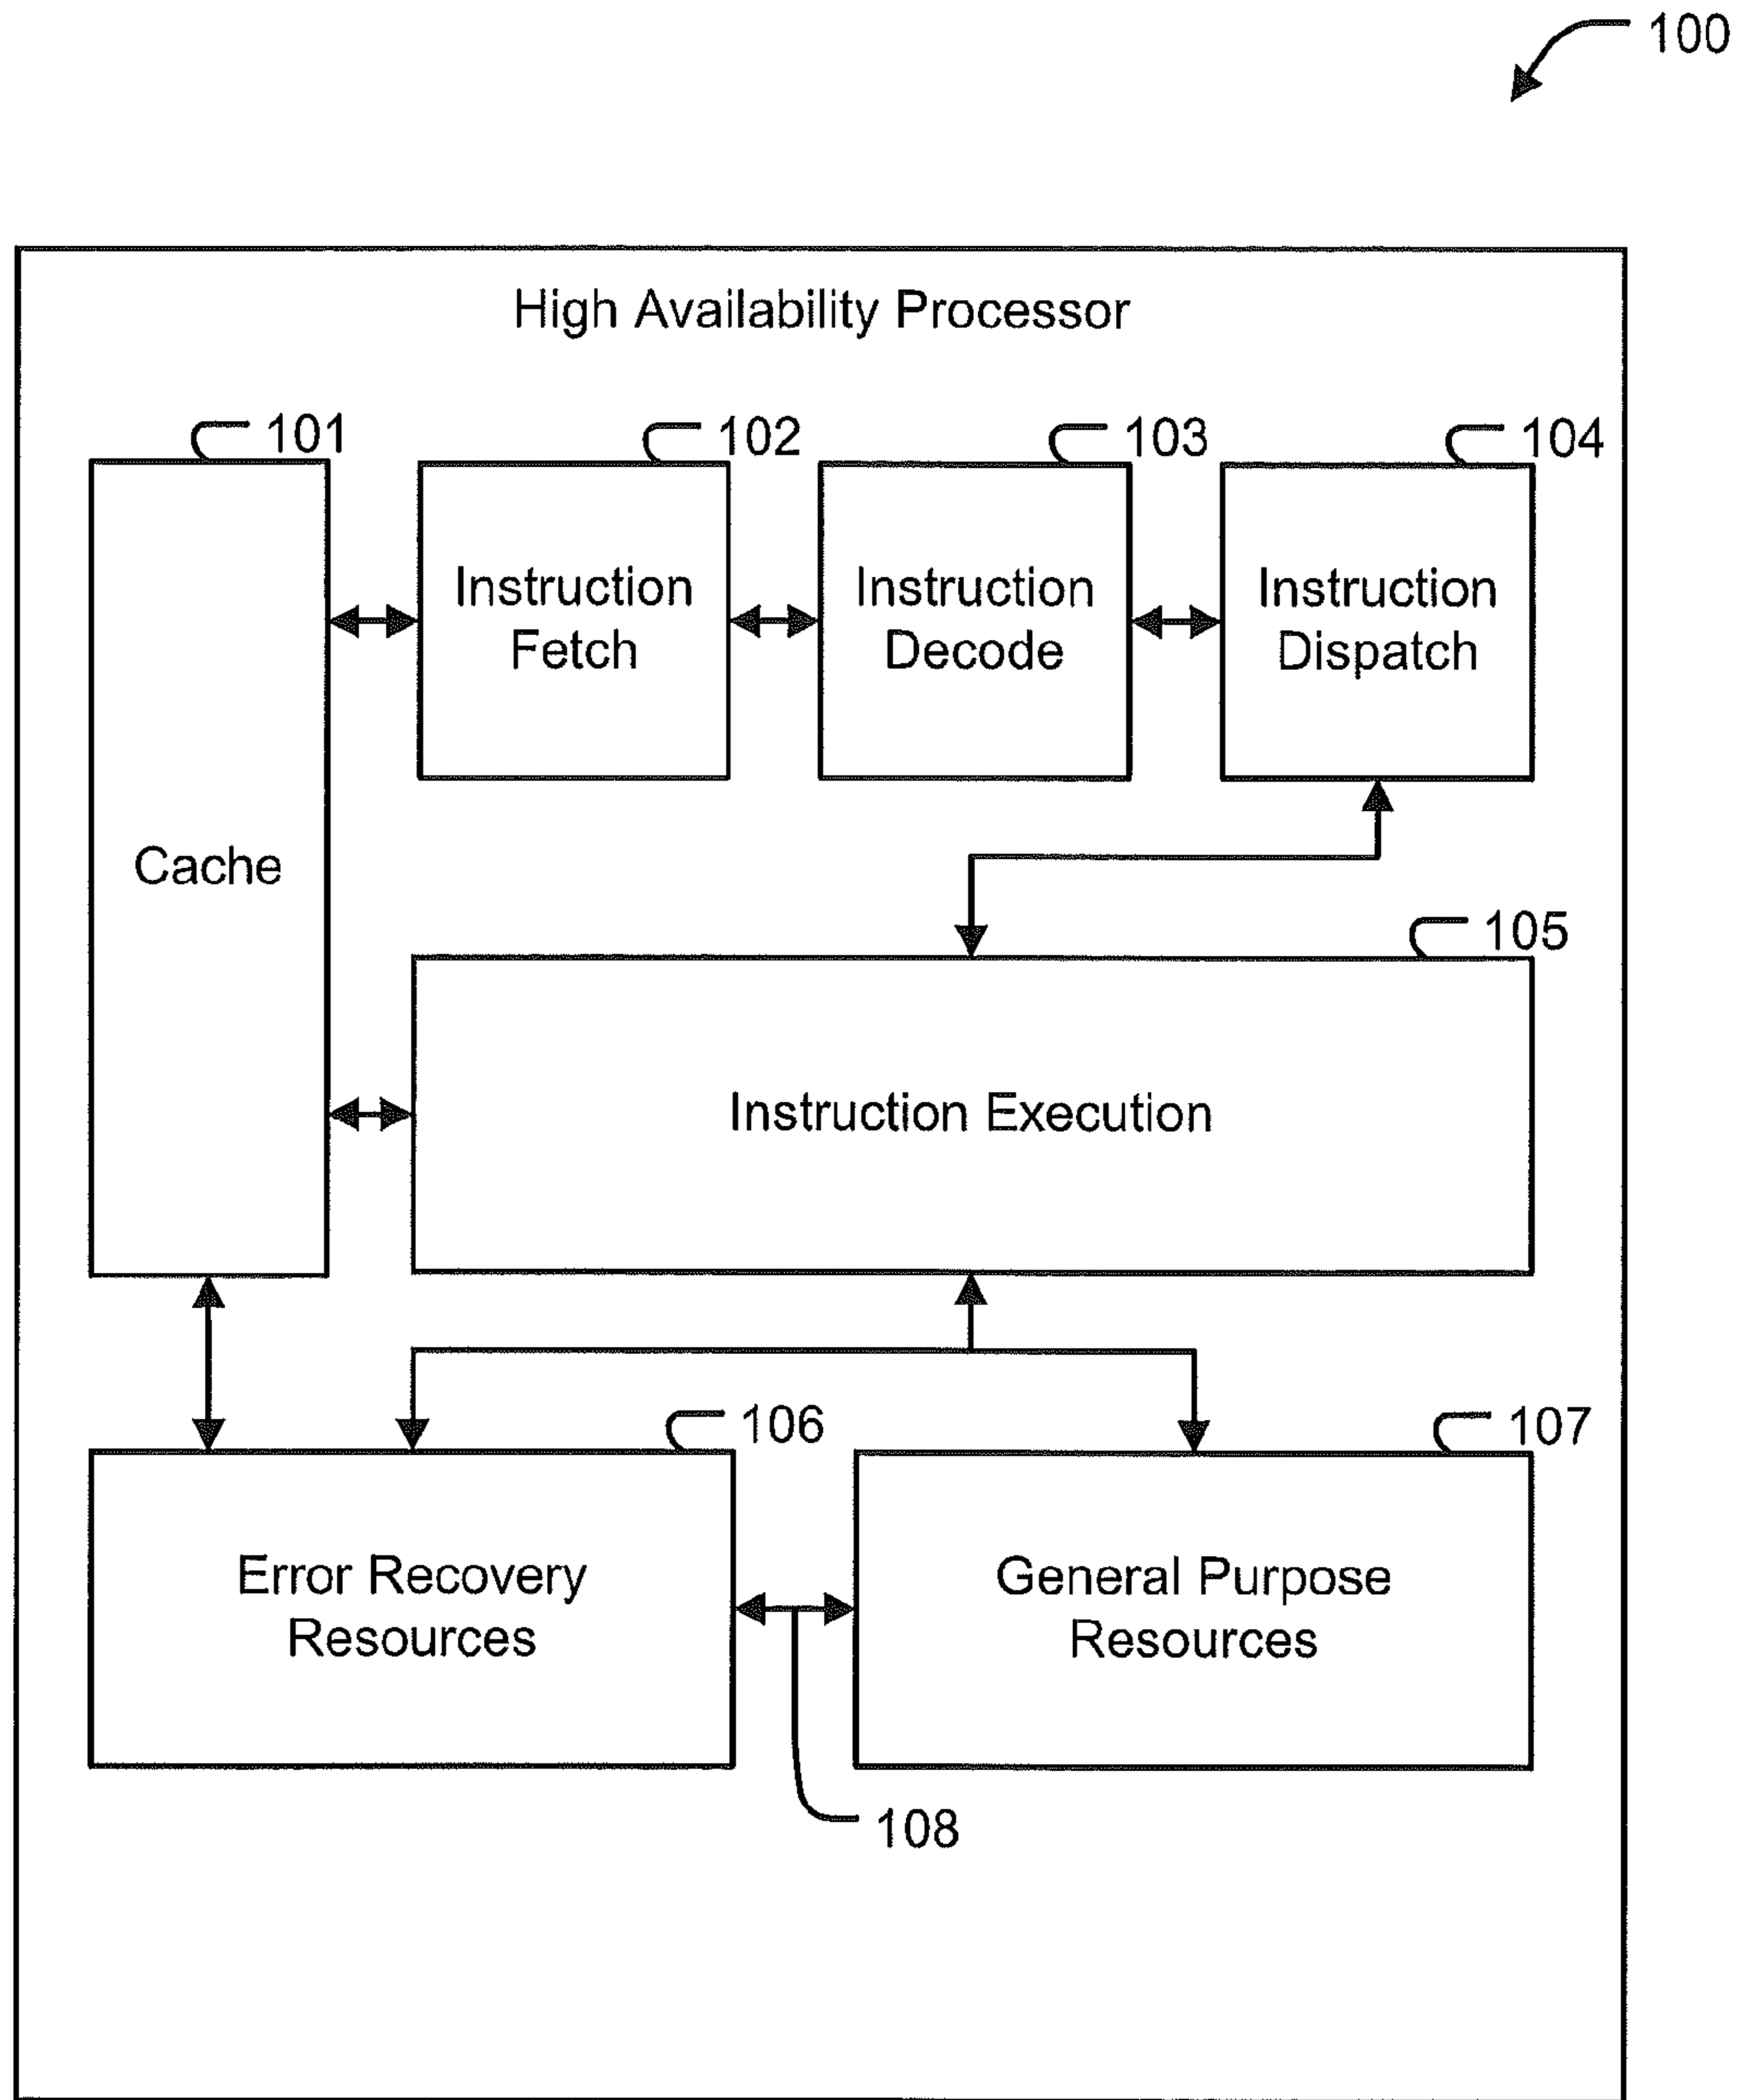 100
High Availability Processor
101
102
103
104
Instruction
Fetch
Instruction
Decode
Instruction
Dispatch
Cache
105
Instruction Execution
106
107
Error Recovery
Resources
General Purpose
Resources
108